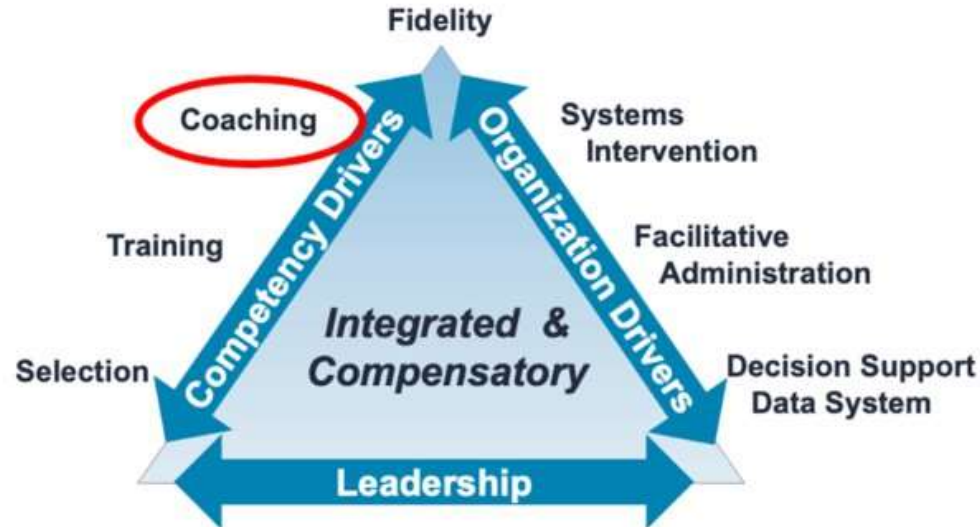 Fidelity
Coaching
Training
Selection
Competency Drivers
Organization Drivers
Systems
Intervention
Facilitative
Administration
Decision Support
Data System
Integrated &
Compensatory
Leadership